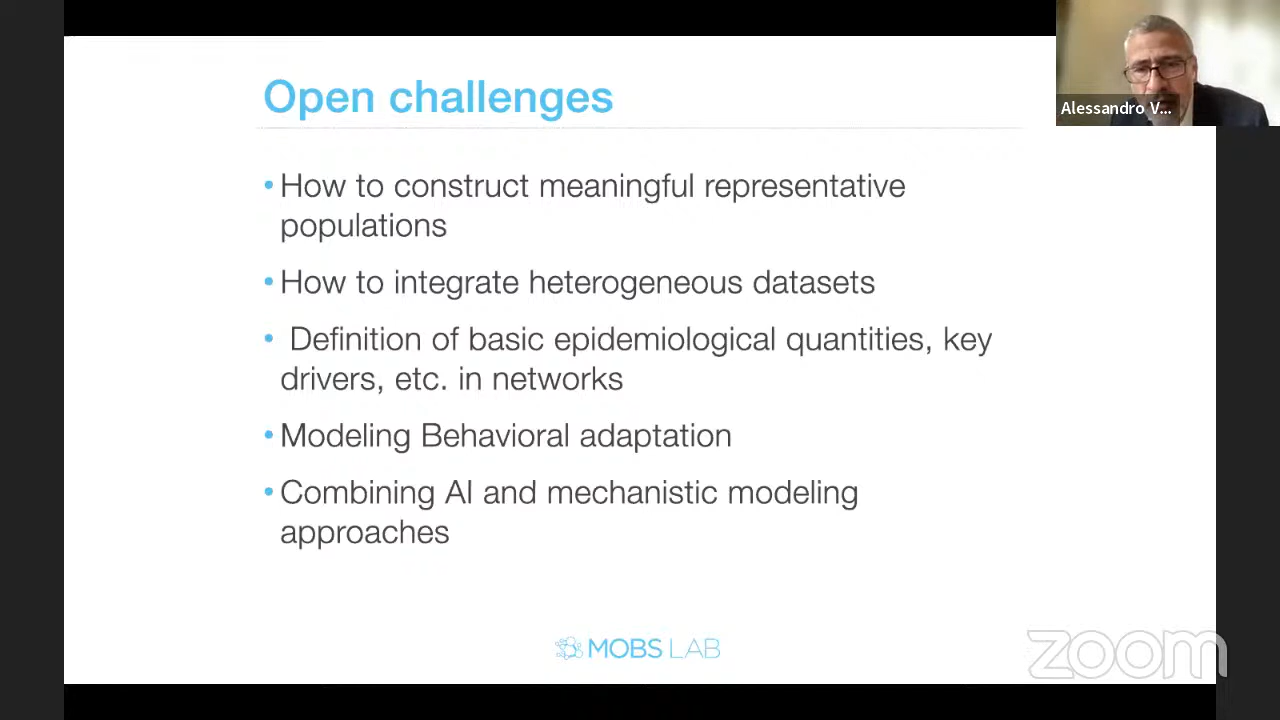 Open challenges
Alessandro V...
• How to construct meaningful representative
populations
• How to integrate heterogeneous datasets
• Definition of basic epidemiological quantities, key
drivers, etc. in networks
• Modeling Behavioral adaptation
• Combining AI and mechanistic modeling
approaches
MOBS LAB
zoom